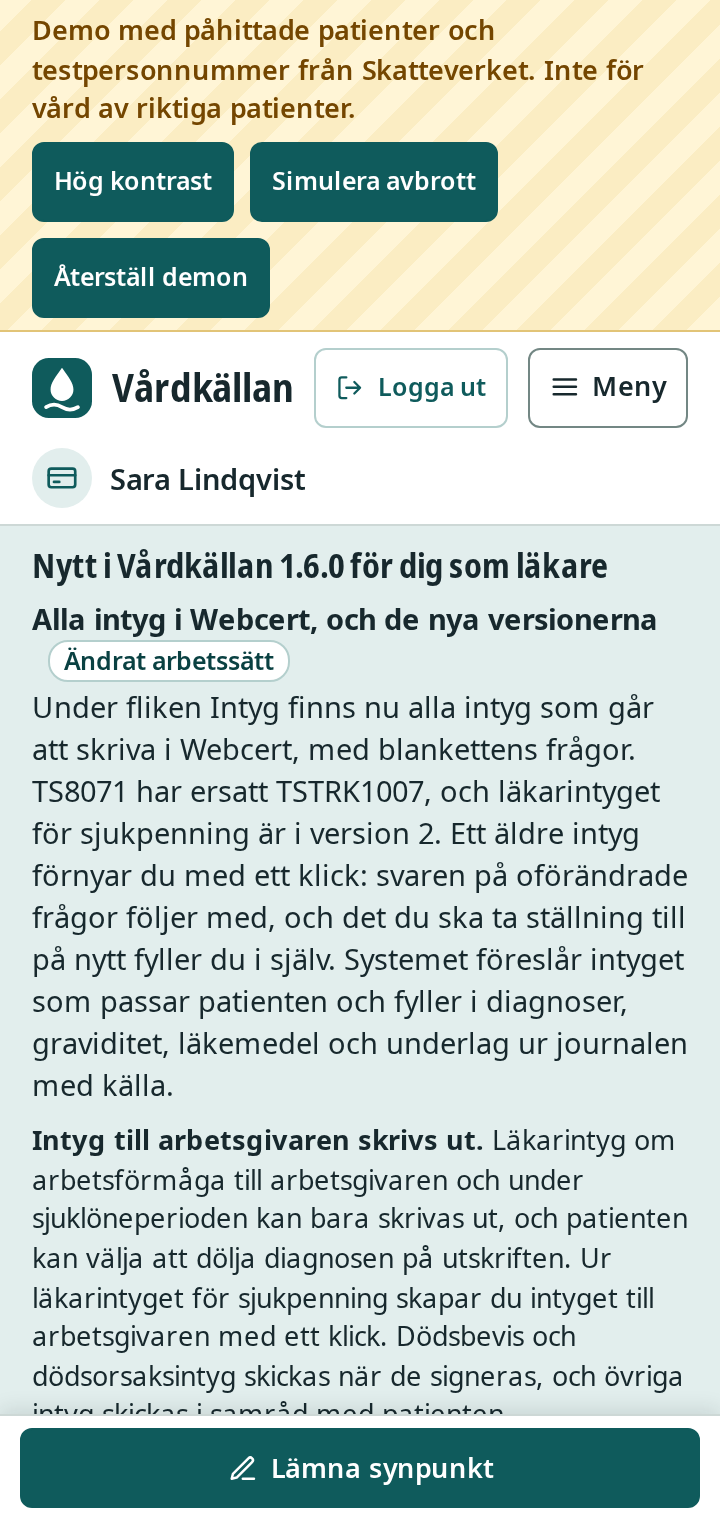 Demo med påhittade patienter och
testpersonnummer från Skatteverket. Inte för
vård av riktiga patienter.
Hög kontrast
Simulera avbrott
Återställ demon
Vårdkällan
Logga ut
Meny
Sara Lindqvist
Nytt i Vårdkällan 1.6.0 för dig som läkare
Alla intyg i Webcert, och de nya versionerna
Ändrat arbetssätt
Under fliken Intyg finns nu alla intyg som går
att skriva i Webcert, med blankettens frågor.
TS8071 har ersatt TSTRK1007, och läkarintyget
för sjukpenning är i version 2. Ett äldre intyg
förnyar du med ett klick: svaren på oförändrade
frågor följer med, och det du ska ta ställning till
på nytt fyller du i själv. Systemet föreslår intyget
som passar patienten och fyller i diagnoser,
graviditet, läkemedel och underlag ur journalen
med källa.
Intyg till arbetsgivaren skrivs ut. Läkarintyg om
arbetsförmåga till arbetsgivaren och under
sjuklöneperioden kan bara skrivas ut, och patienten
kan välja att dölja diagnosen på utskriften. Ur
läkarintyget för sjukpenning skapar du intyget till
arbetsgivaren med ett klick. Dödsbevis och
dödsorsaksintyg skickas när de signeras, och övriga
intyg skickas i samråd med patienten.
Lämna synpunkt